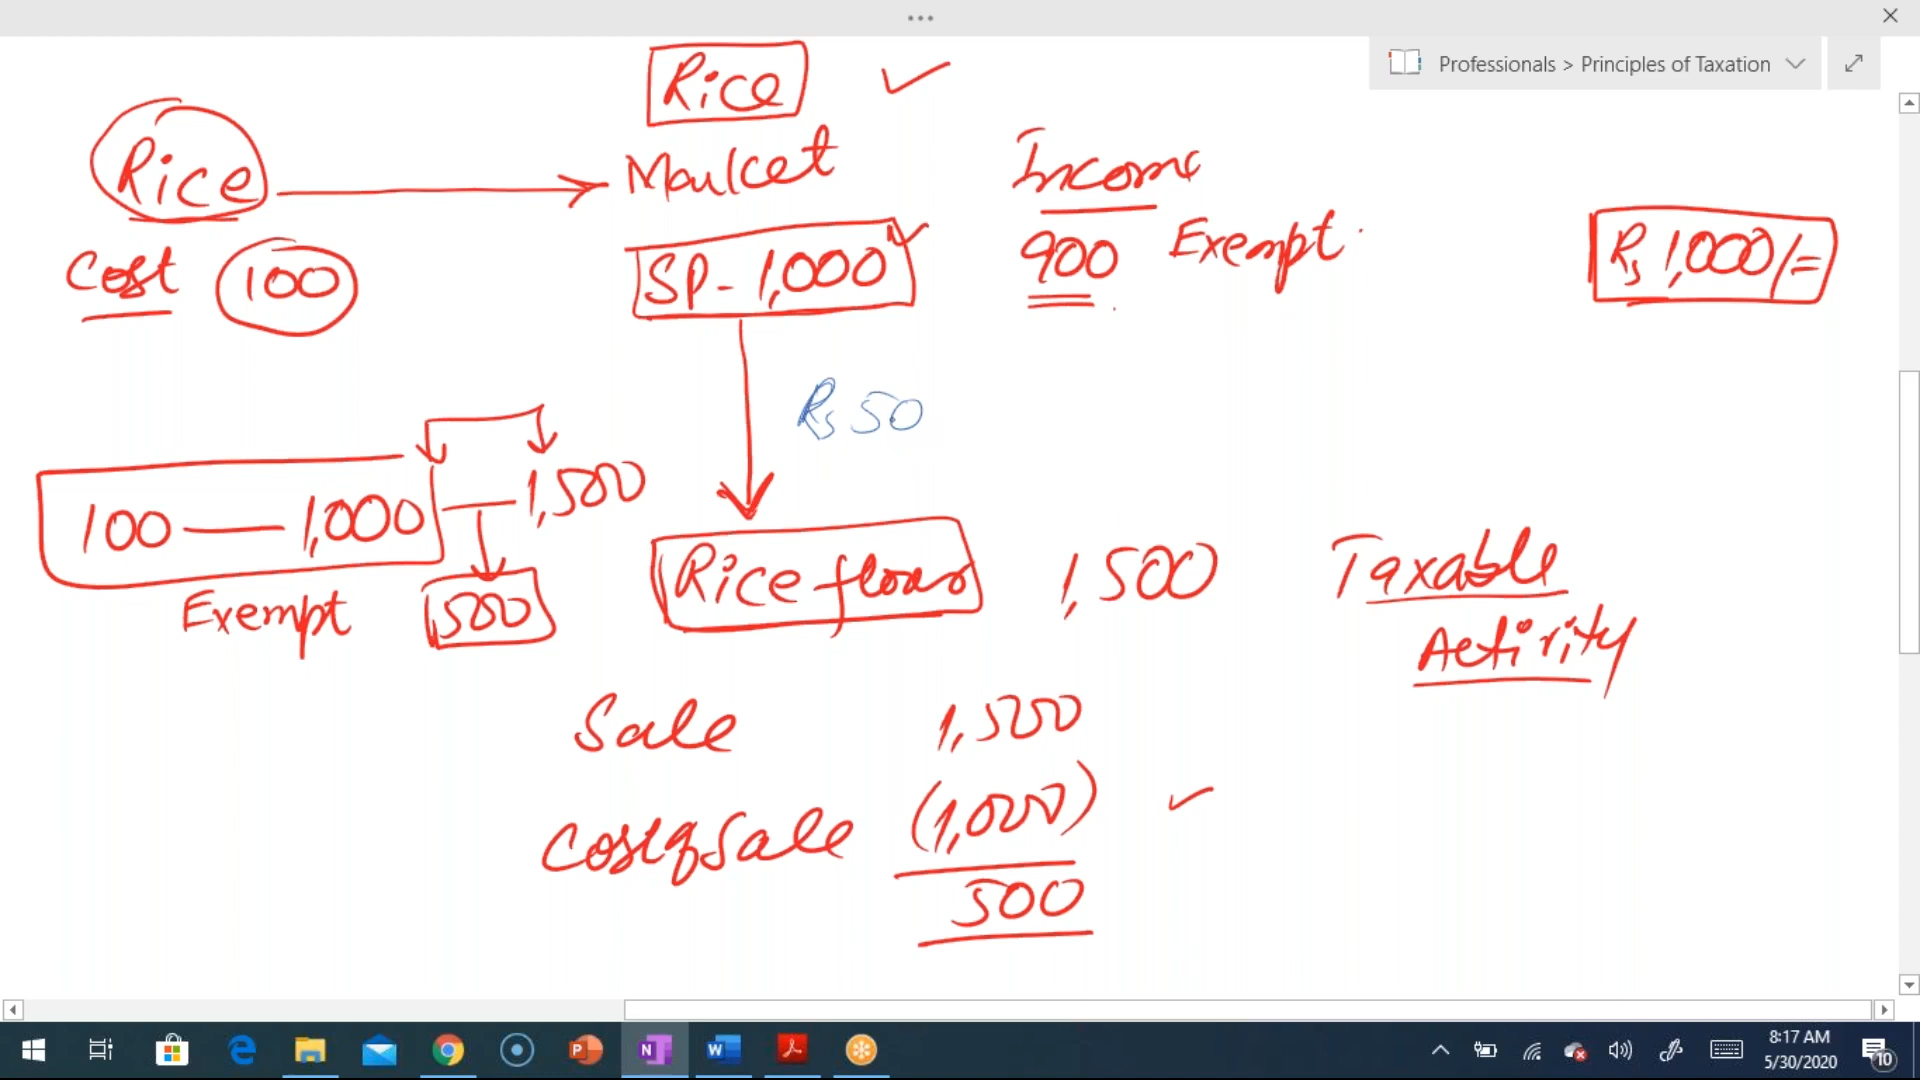 Professionals > Principles of Taxation
Rice
Rice
Market
Income
Cost 100
SP - 1,000
900 Exempt
Rs 1,000/=
Rs 50
100 — 1,000 — 1,500
Exempt
500
Rice flour
1,500
Taxable
Activity
Sale 1,500
Cost of Sale (1,000)
500
8:17 AM
5/30/2020
10